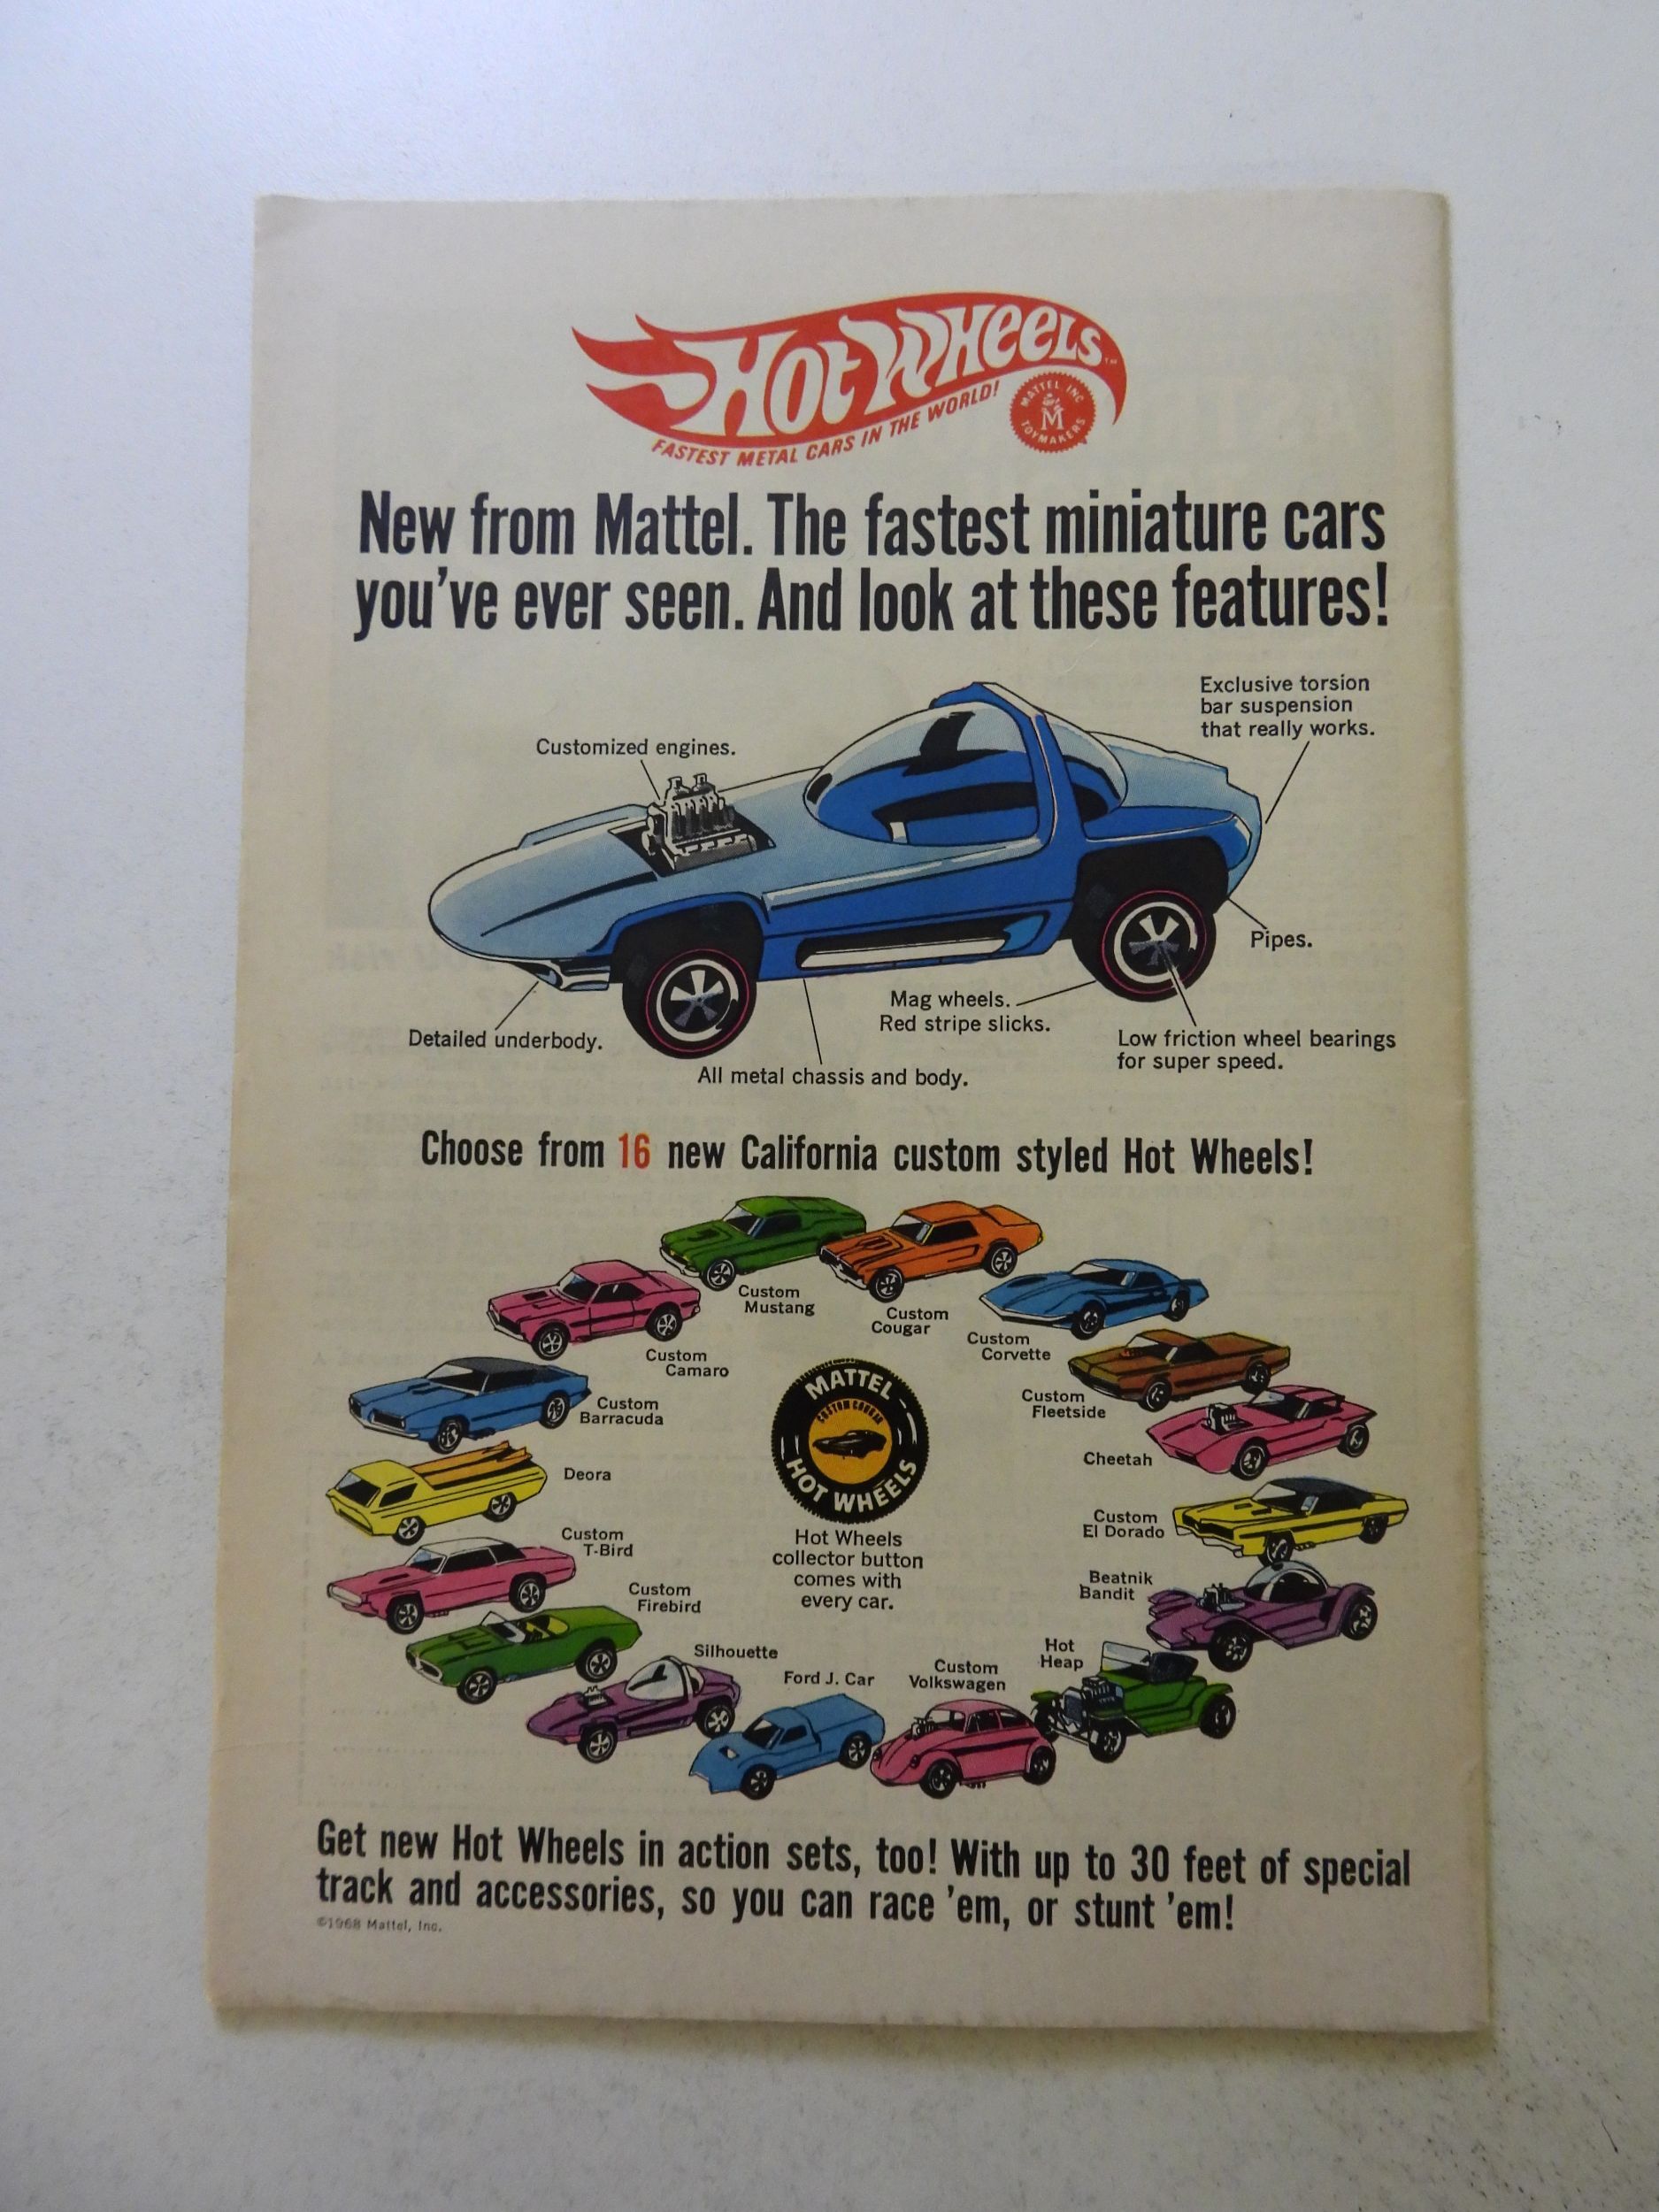 Hot Wheels™
FASTEST METAL CARS IN THE WORLD!
MATTEL INC
M
TOYMAKERS
New from Mattel. The fastest miniature cars
you've ever seen. And look at these features!
Exclusive torsion
bar suspension
that really works.
Customized engines.
Pipes.
Mag wheels.
Red stripe slicks.
Detailed underbody.
Low friction wheel bearings
for super speed.
All metal chassis and body.
Choose from 16 new California custom styled Hot Wheels!
Custom
Mustang
Custom
Cougar
Custom
Corvette
Custom
Camaro
Custom
Fleetside
Custom
Barracuda
Cheetah
Deora
Custom
El Dorado
Custom
T-Bird
Beatnik
Bandit
Custom
Firebird
Hot
Heap
Silhouette
Ford J. Car
Custom
Volkswagen
MATTEL
CUSTOM COUGAR
HOT WHEELS
Hot Wheels
collector button
comes with
every car.
Get new Hot Wheels in action sets, too! With up to 30 feet of special
track and accessories, so you can race 'em, or stunt 'em!
©1968 Mattel, Inc.